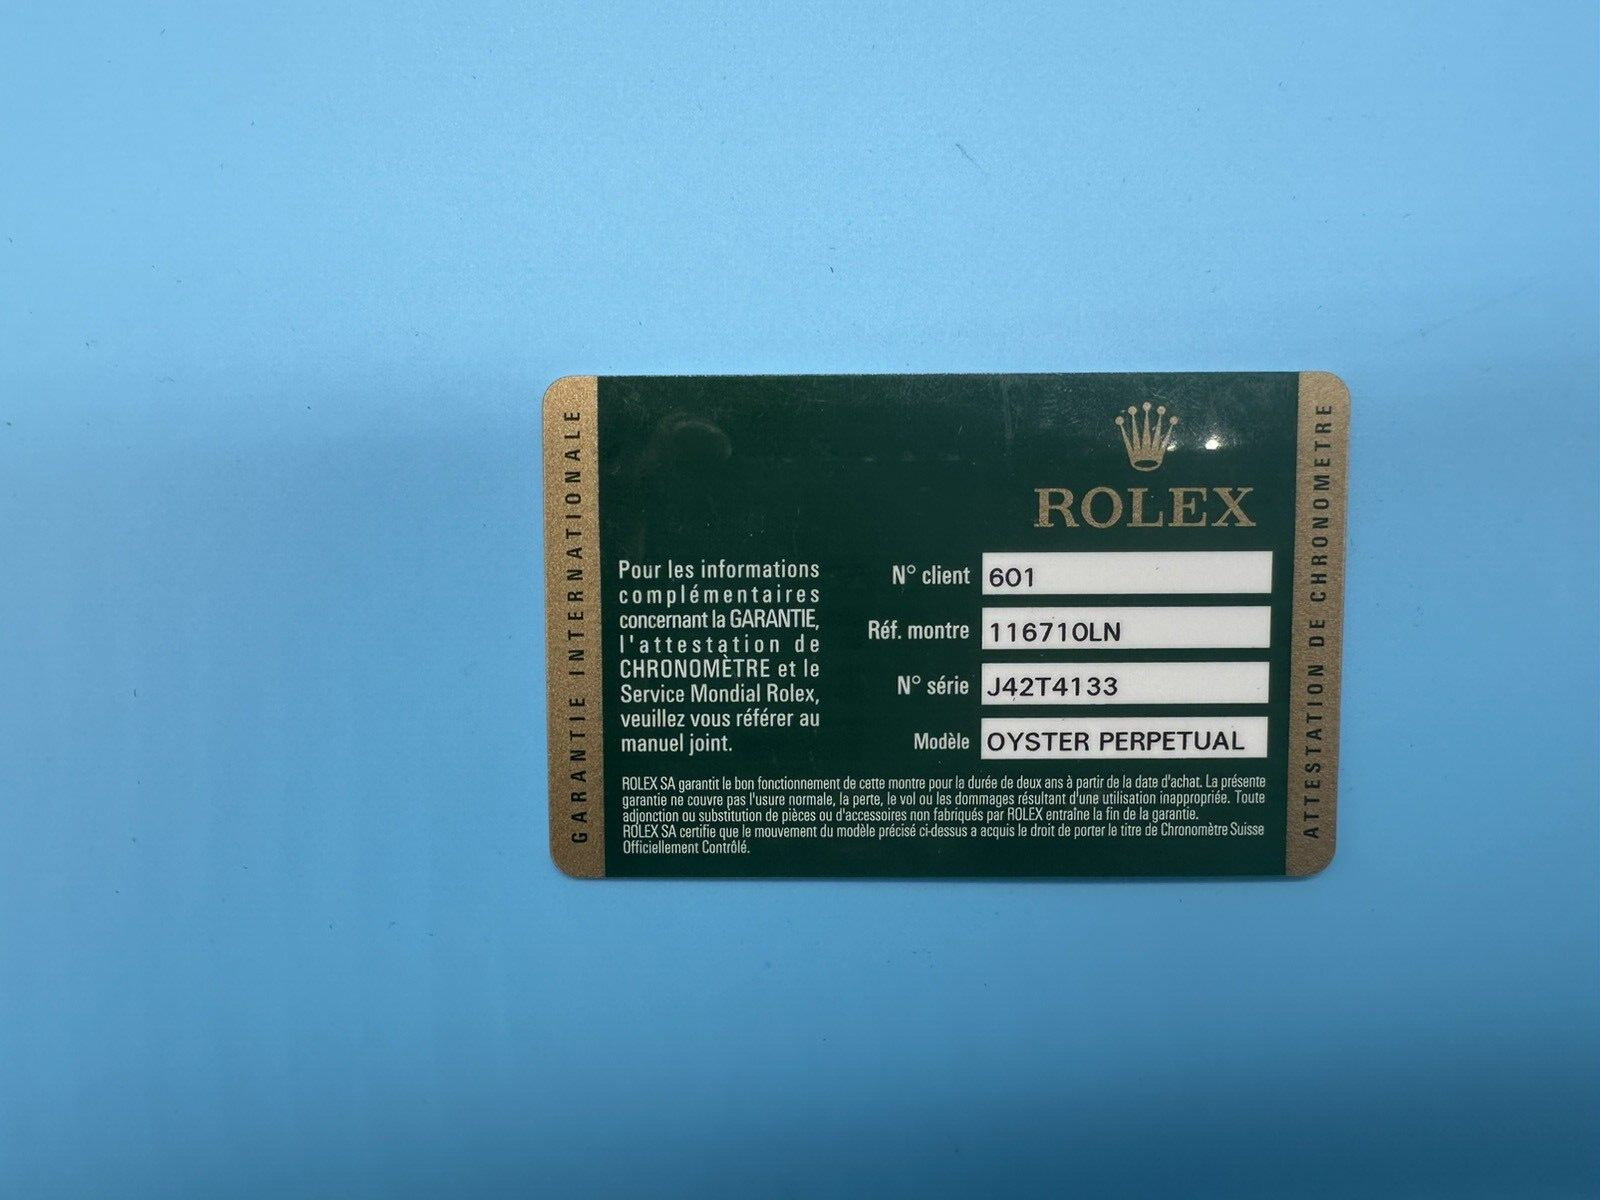 GARANTIE INTERNATIONALE
ROLEX
Pour les informations
complémentaires
concernant la GARANTIE,
l'attestation de
CHRONOMÈTRE et le
Service Mondial Rolex,
veuillez vous référer au
manuel joint.
N° client 601
Réf. montre 116710LN
N° série J42T4133
Modèle OYSTER PERPETUAL
ROLEX SA garantit le bon fonctionnement de cette montre pour la durée de deux ans à partir de la date d'achat. La présente
garantie ne couvre pas l'usure normale, la perte, le vol ou les dommages résultant d'une utilisation inappropriée. Toute
adjonction ou substitution de pièces ou d'accessoires non fabriqués par ROLEX entraîne la fin de la garantie.
ROLEX SA certifie que le mouvement du modèle précisé ci-dessus a acquis le droit de porter le titre de Chronomètre Suisse
Officiellement Contrôlé.
ATTESTATION DE CHRONOMETRE